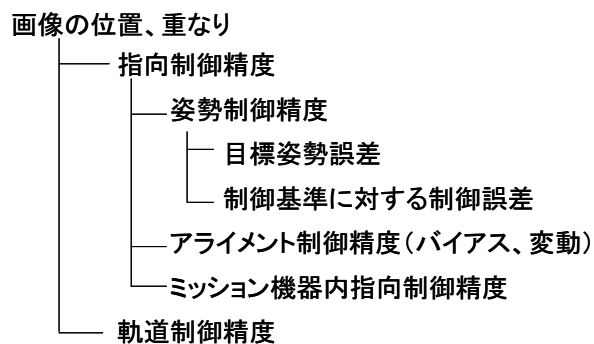 画像の位置、重なり
指向制御精度
姿勢制御精度
目標姿勢誤差
制御基準に対する制御誤差
アライメント制御精度（バイアス、変動）
ミッション機器内指向制御精度
軌道制御精度